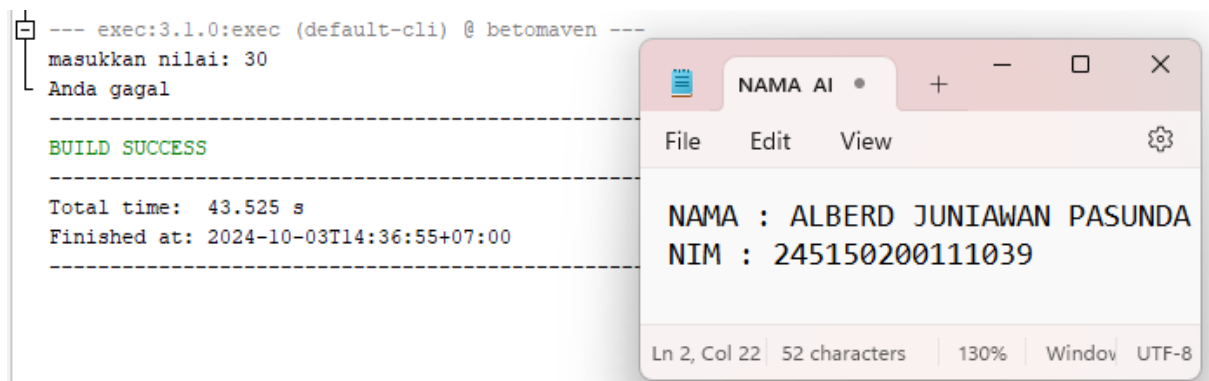 --- exec:3.1.0:exec (default-cli) @ betomaven ---
masukkan nilai: 30
Anda gagal
------------------------------------------------
BUILD SUCCESS
------------------------------------------------
Total time:  43.525 s
Finished at: 2024-10-03T14:36:55+07:00
------------------------------------------------
NAMA AI
File Edit View
NAMA : ALBERD JUNIAWAN PASUNDA
NIM : 245150200111039
Ln 2, Col 22 52 characters 130% Window UTF-8